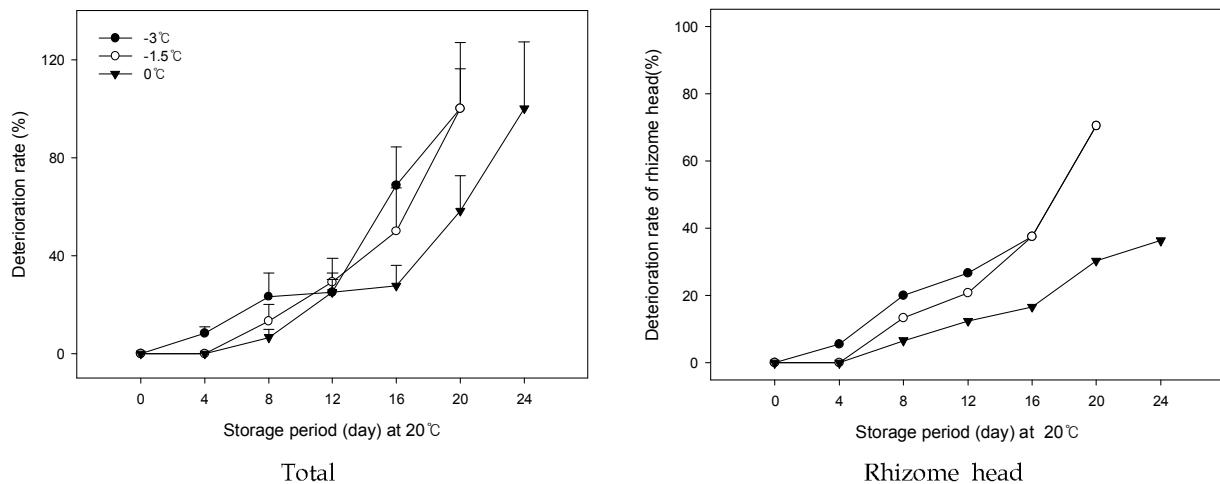 -3℃
-1.5℃
0℃
Deterioration rate (%)
120
80
40
0
0 4 8 12 16 20 24
Storage period (day) at 20℃
Total
Deterioration rate of rhizome head(%)
100
80
60
40
20
0
0 4 8 12 16 20 24
Storage period (day) at 20℃
Rhizome head